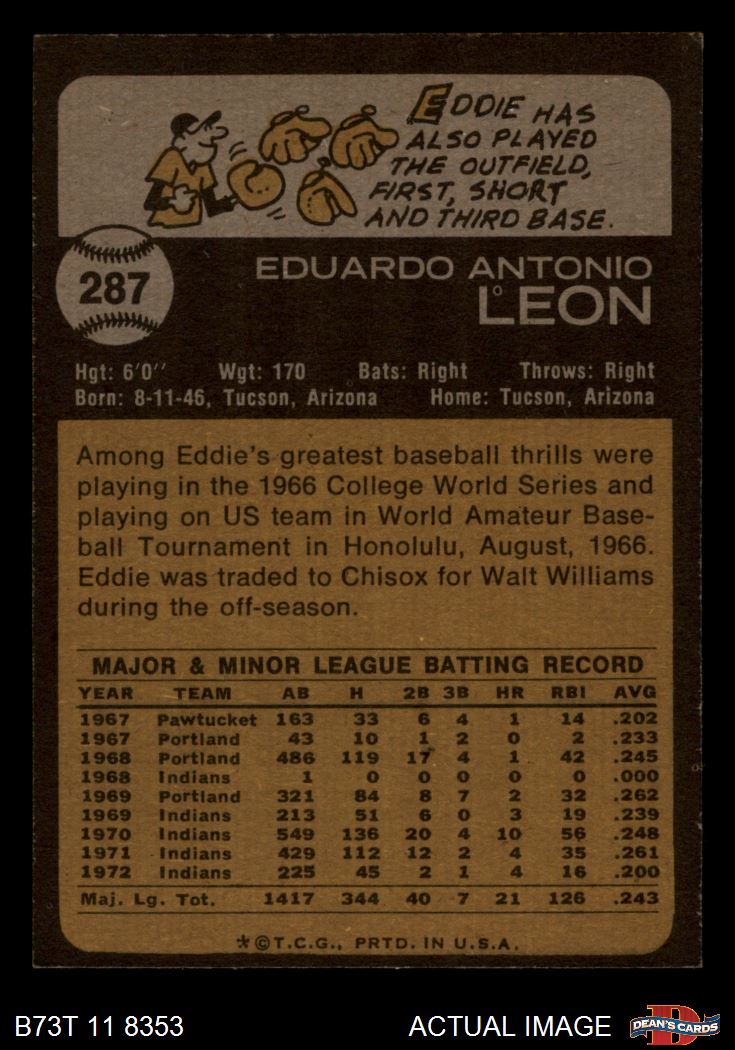 EDDIE HAS
ALSO PLAYED
THE OUTFIELD,
FIRST, SHORT
AND THIRD BASE.
287
EDUARDO ANTONIO
LEON
Hgt: 6'0'' Wgt: 170 Bats: Right Throws: Right
Born: 8-11-46, Tucson, Arizona Home: Tucson, Arizona
Among Eddie's greatest baseball thrills were
playing in the 1966 College World Series and
playing on US team in World Amateur Base-
ball Tournament in Honolulu, August, 1966.
Eddie was traded to Chisox for Walt Williams
during the off-season.
MAJOR & MINOR LEAGUE BATTING RECORD
YEAR TEAM AB H 2B 3B HR RBI AVG
1967 Pawtucket 163 33 6 4 1 14 .202
1967 Portland 43 10 1 2 0 2 .233
1968 Portland 486 119 17 4 1 42 .245
1968 Indians 1 0 0 0 0 0 .000
1969 Portland 321 84 8 7 2 32 .262
1969 Indians 213 51 6 0 3 19 .239
1970 Indians 549 136 20 4 10 56 .248
1971 Indians 429 112 12 2 4 35 .261
1972 Indians 225 45 2 1 4 16 .200
Maj. Lg. Tot. 1417 344 40 7 21 126 .243
*©T.C.G., PRTD. IN U.S.A.
B73T 11 8353 ACTUAL IMAGE
D
DEAN'S CARDS